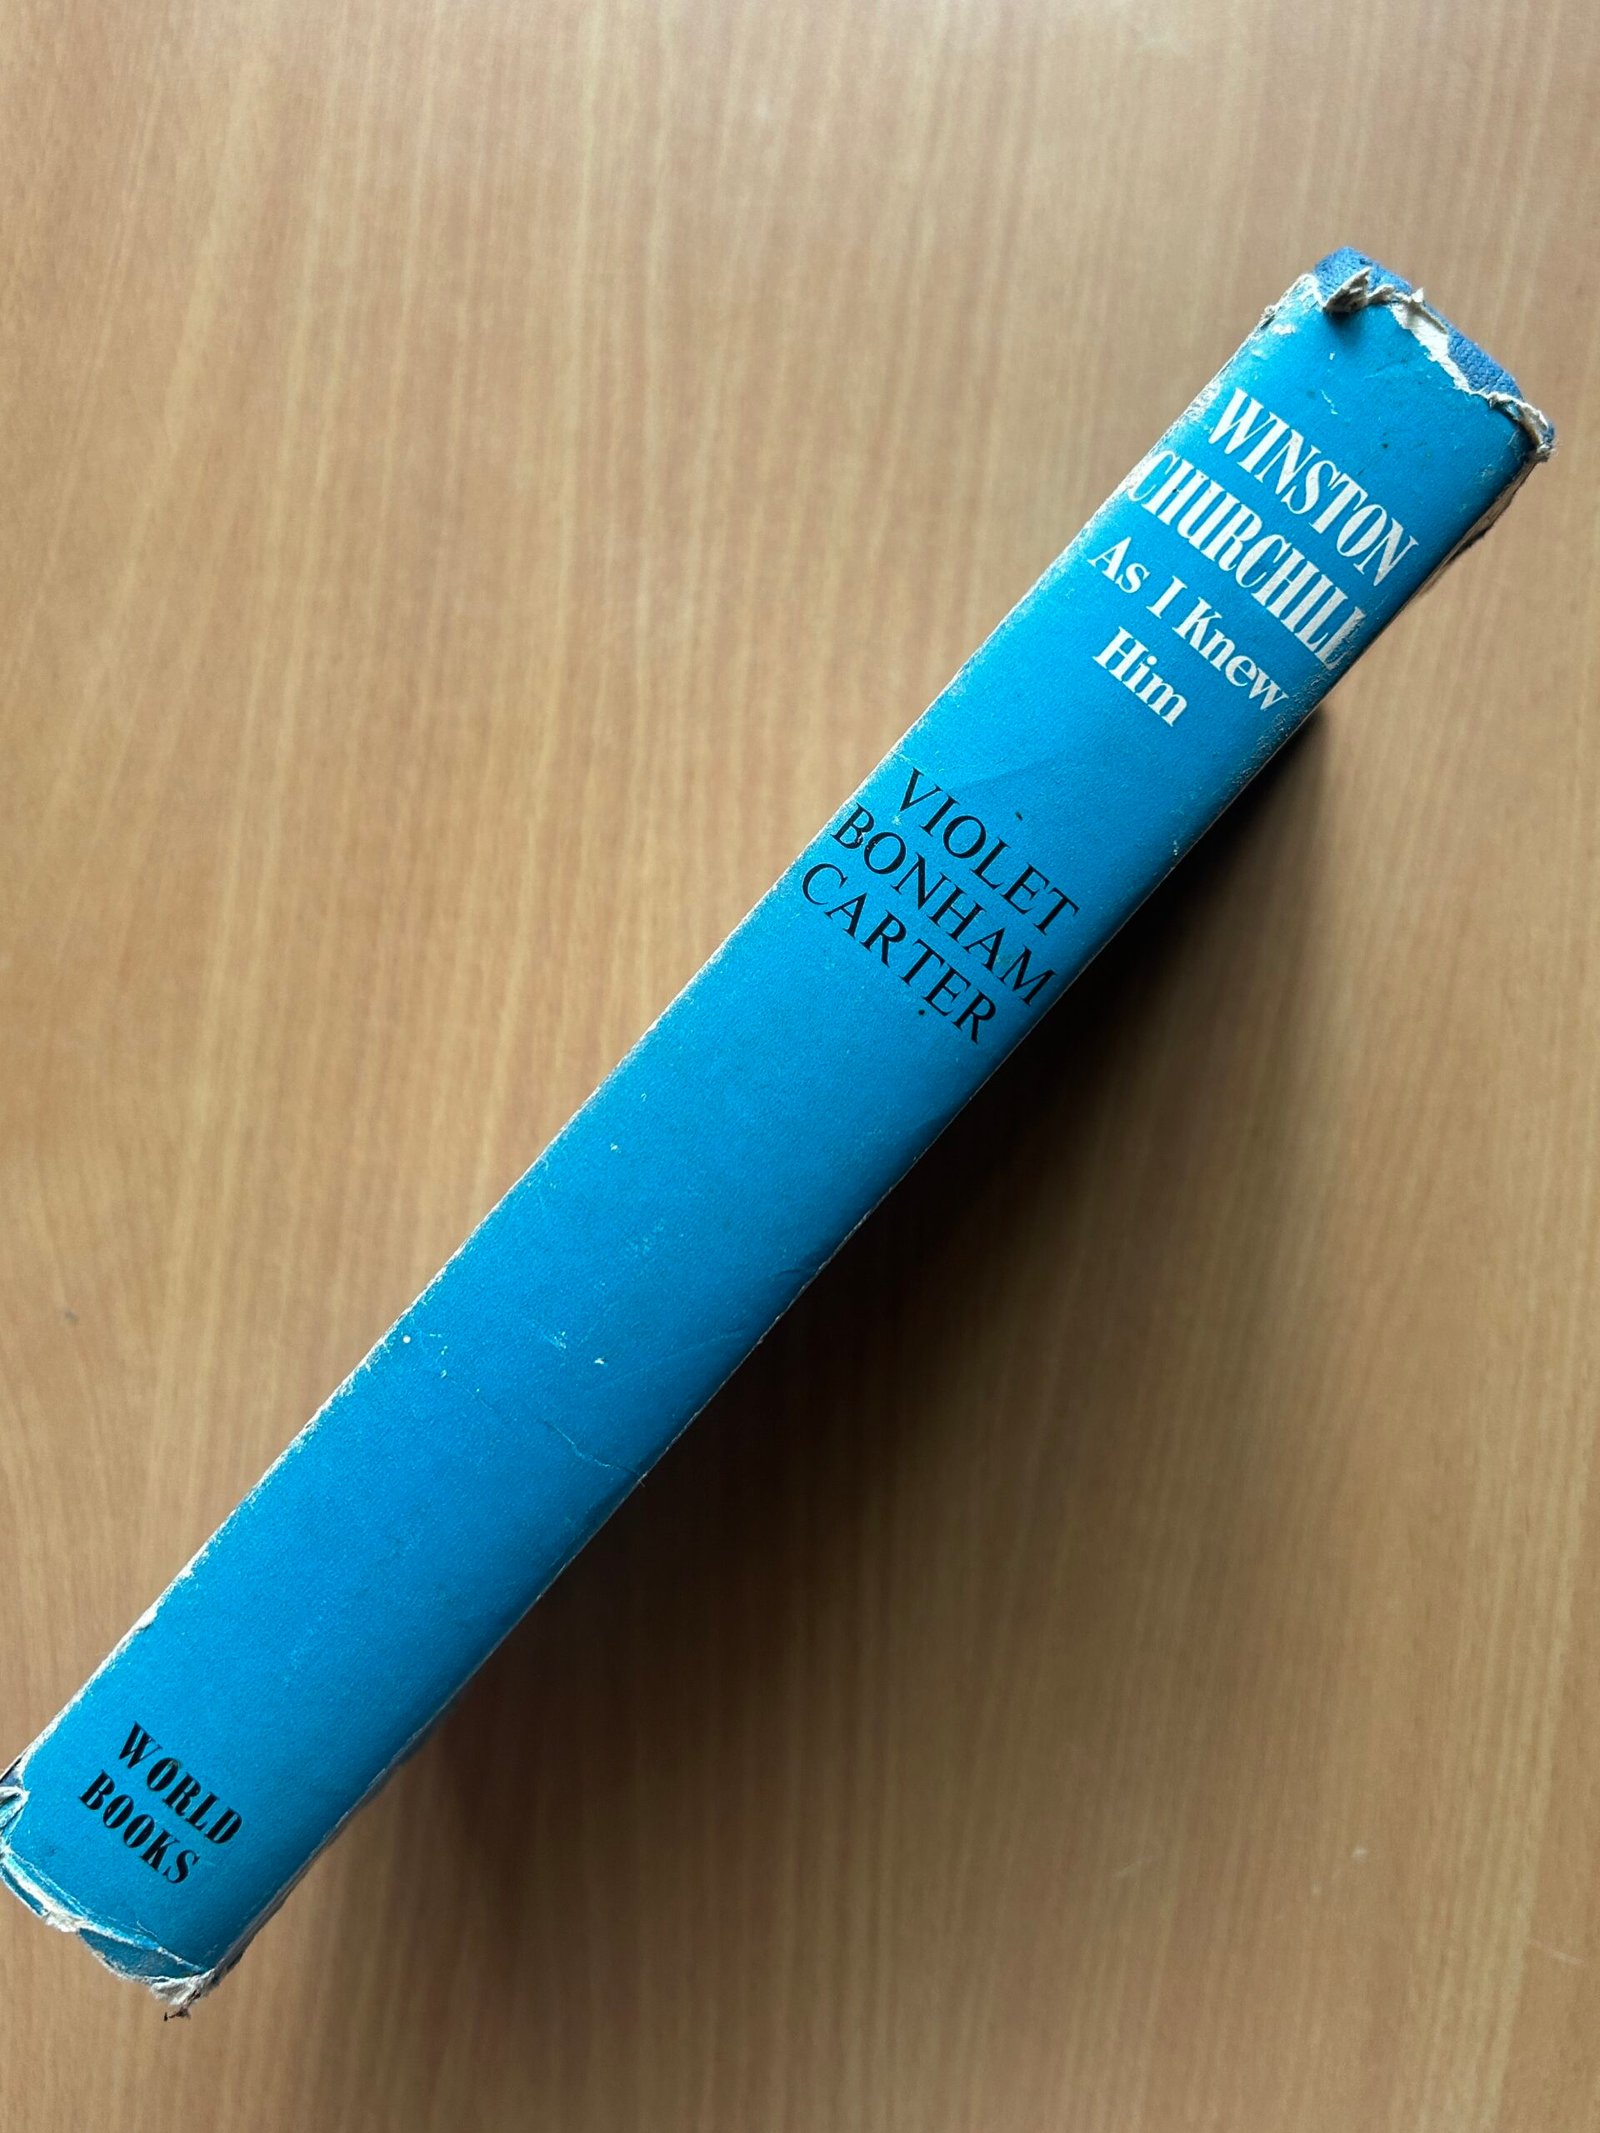 WINSTON
CHURCHILL
As I Knew
Him
VIOLET
BONHAM
CARTER
WORLD
BOOKS